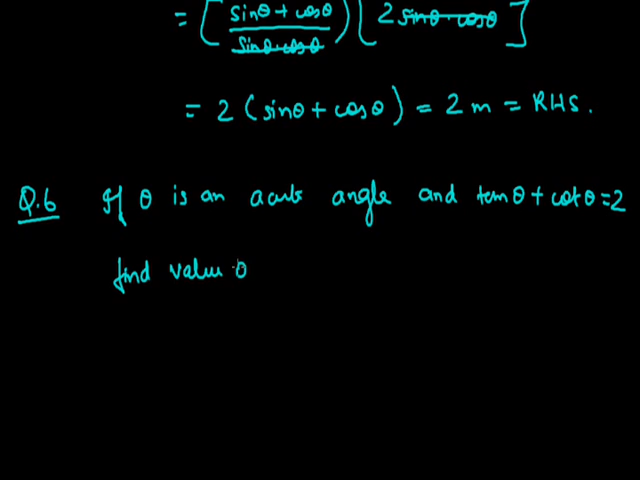 = [ sinθ + cosθ / sinθ·cosθ ) [ 2 sinθ·cosθ ]
= 2 ( sinθ + cosθ ) = 2 m = RHS.
Q.6 If θ is an acute angle and tanθ + cotθ = 2
find value o